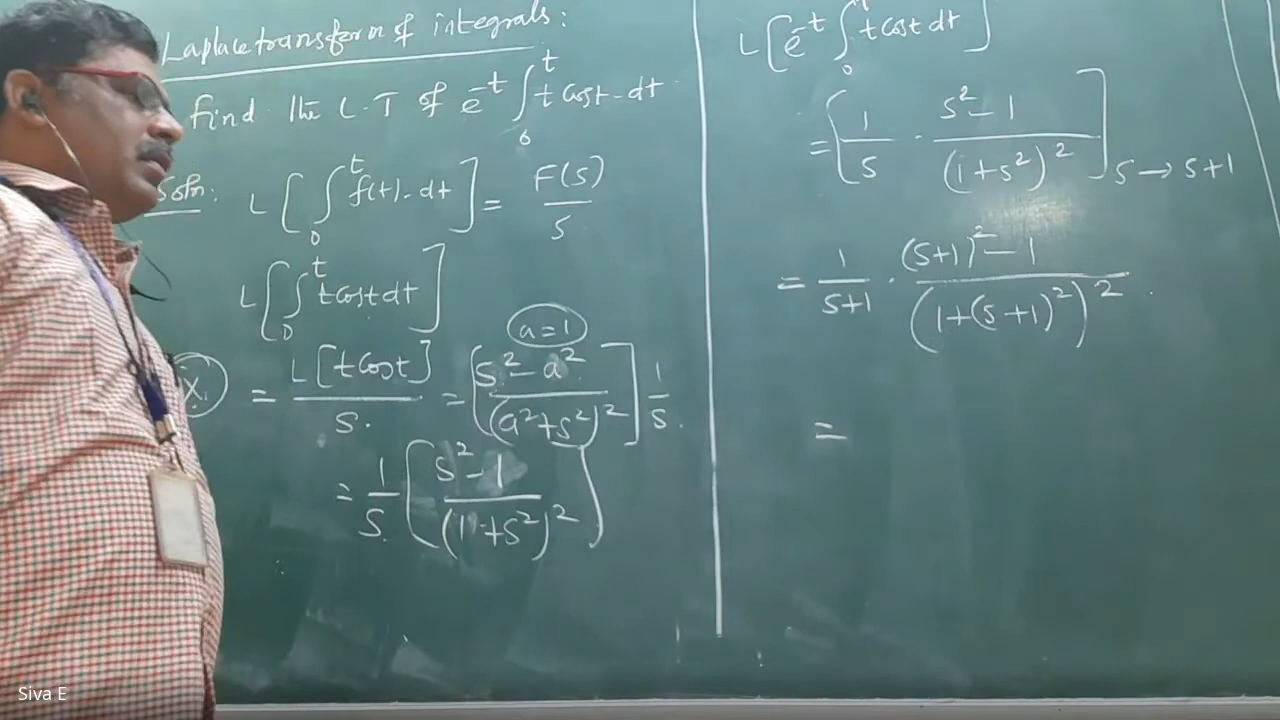 Laplace transform of integrals:
Find the L.T of e^-t ∫_0^t t cost. dt.
Soln: L[∫_0^t f(t). dt] = F(s)/s
L[∫_0^t t cost dt]
= L[t cost]/s. = [s^2 - a^2/(a^2+s^2)^2] 1/s.
a=1
= 1/s [s^2 - 1/(1+s^2)^2]
L[e^-t ∫_0 t cost dt]
= [1/s . s^2 - 1/(1+s^2)^2] s→s+1
= 1/s+1 . (s+1)^2 - 1/(1+(s+1)^2)^2.
=
Siva E